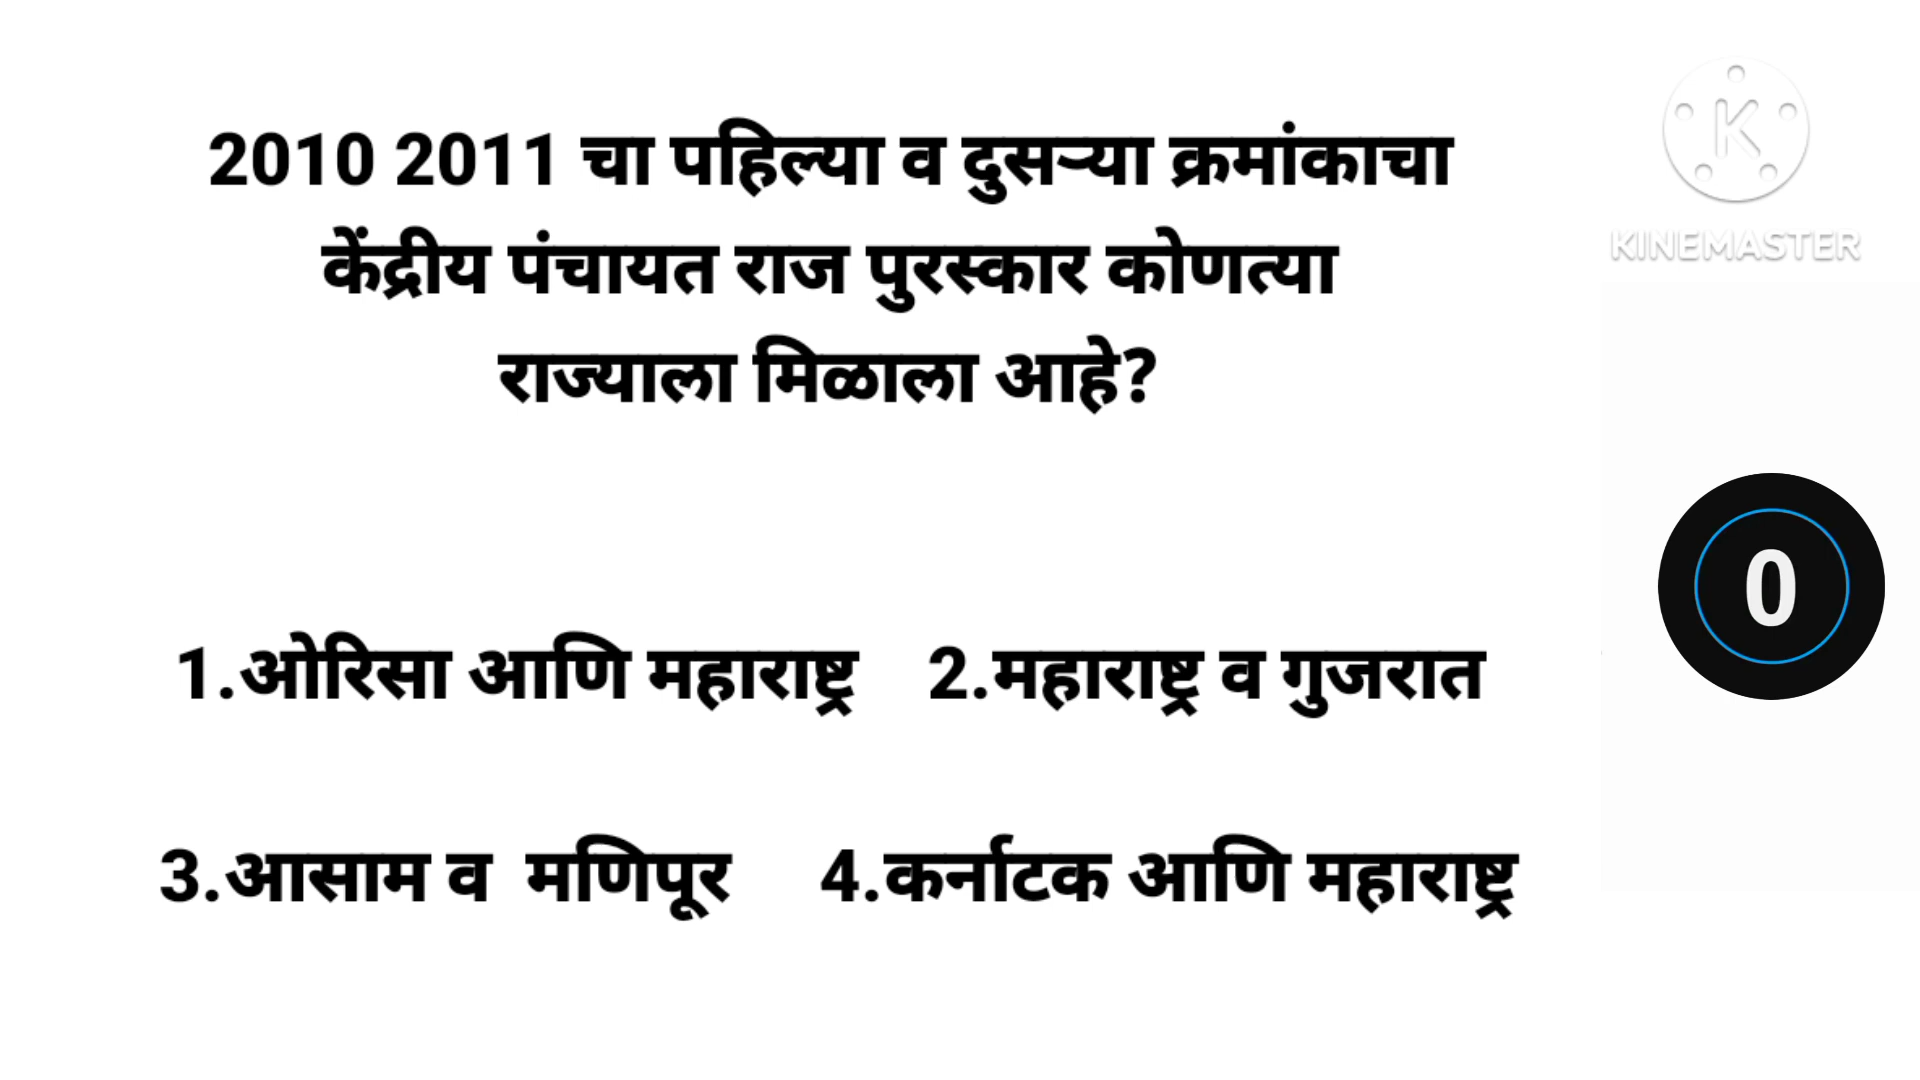 2010 2011 चा पहिल्या व दुसऱ्या क्रमांकाचा
केंद्रीय पंचायत राज पुरस्कार कोणत्या
राज्याला मिळाला आहे?
1.ओरिसा आणि महाराष्ट्र 2.महाराष्ट्र व गुजरात
3.आसाम व मणिपूर 4.कर्नाटक आणि महाराष्ट्र
K
KINEMASTER
0